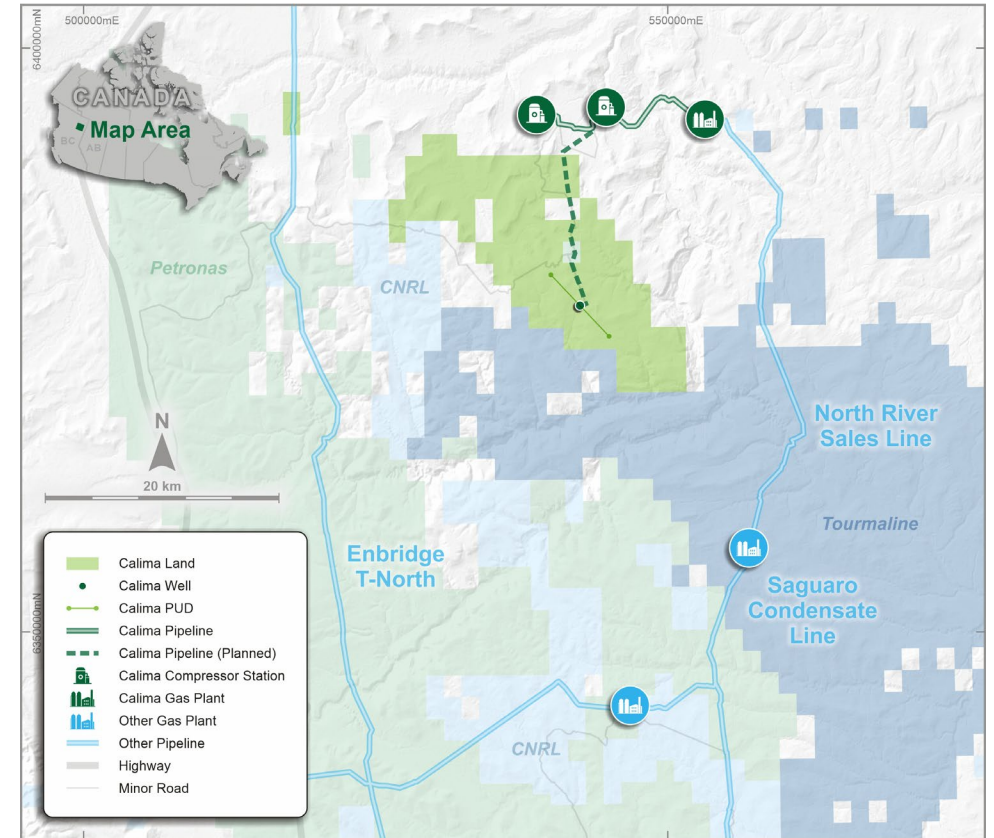 500000mE
550000mE
6400000mN
CANADA
Map Area
BC
AB
Petronas
CNRL
North River
Sales Line
N
20 km
Tourmaline
Enbridge
T-North
Saguaro
Condensate
Line
6350000mN
Calima Land
Calima Well
Calima PUD
Calima Pipeline
Calima Pipeline (Planned)
Calima Compressor Station
Calima Gas Plant
Other Gas Plant
Other Pipeline
Highway
Minor Road
CNRL